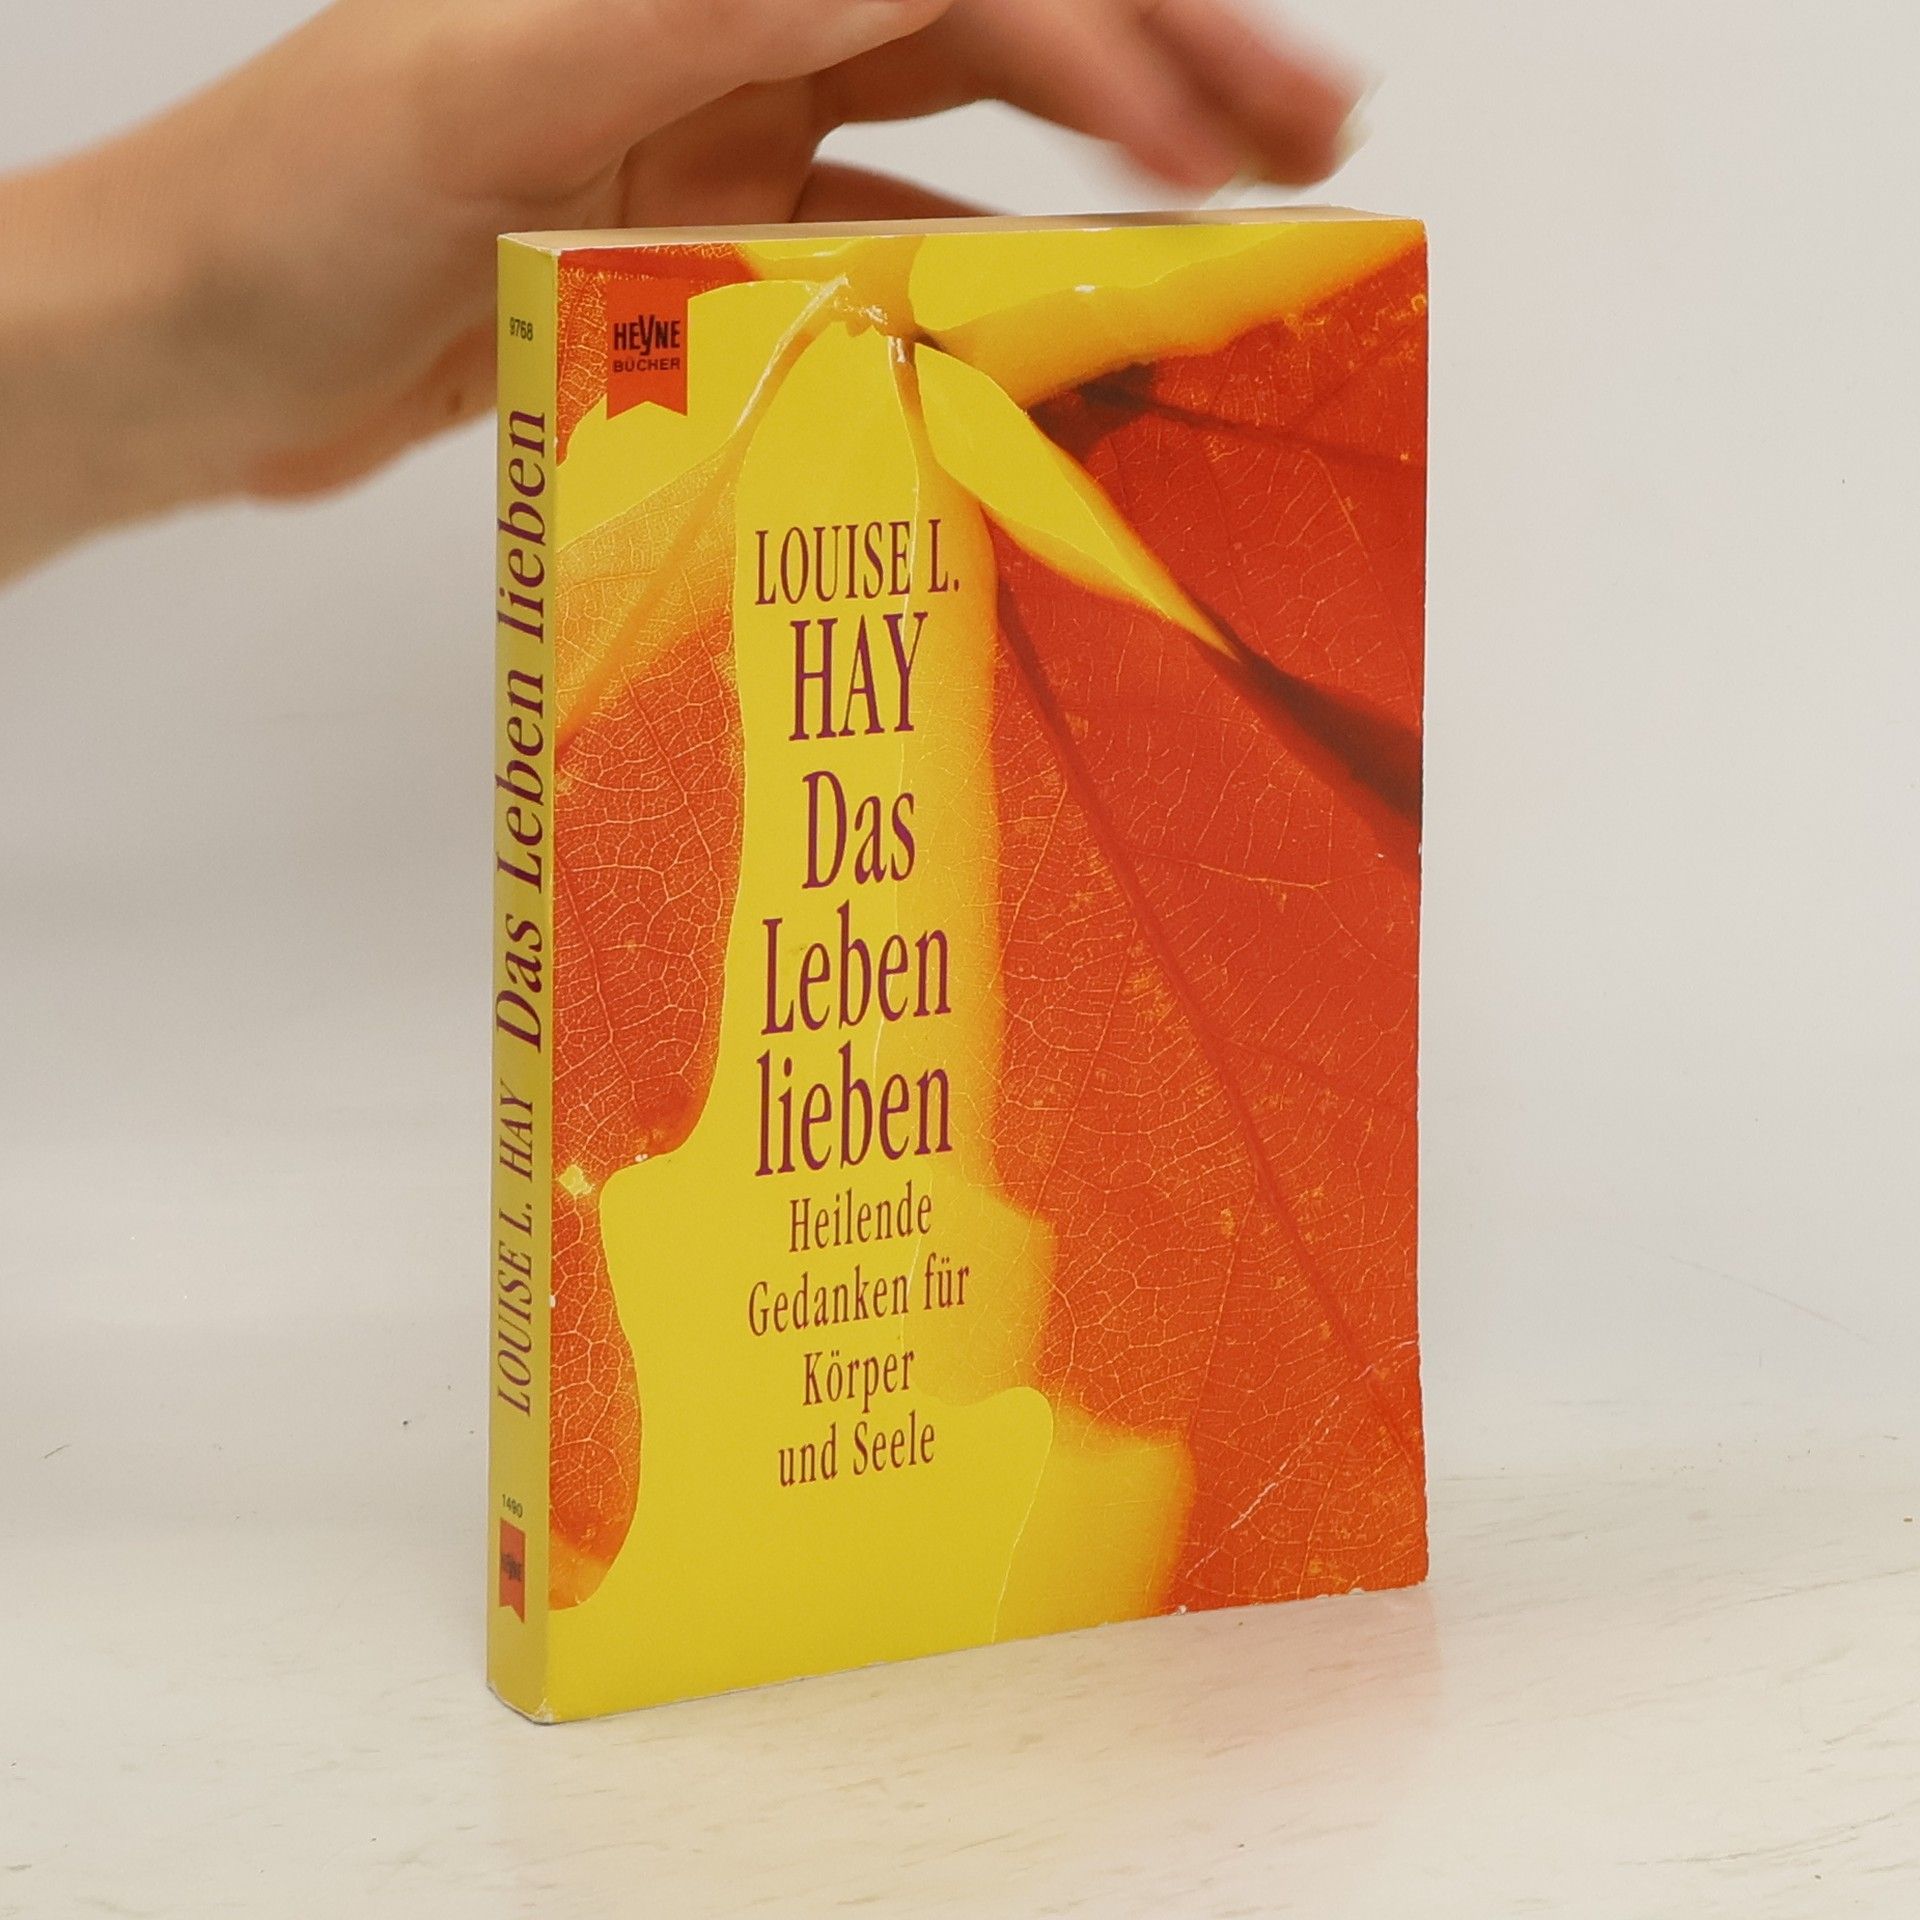 9768
LOUISE L. HAY Das Leben lieben
1490
HEYNE
HEYNE
BÜCHER
LOUISE L.
HAY
Das
Leben
lieben
Heilende
Gedanken für
Körper
und Seele